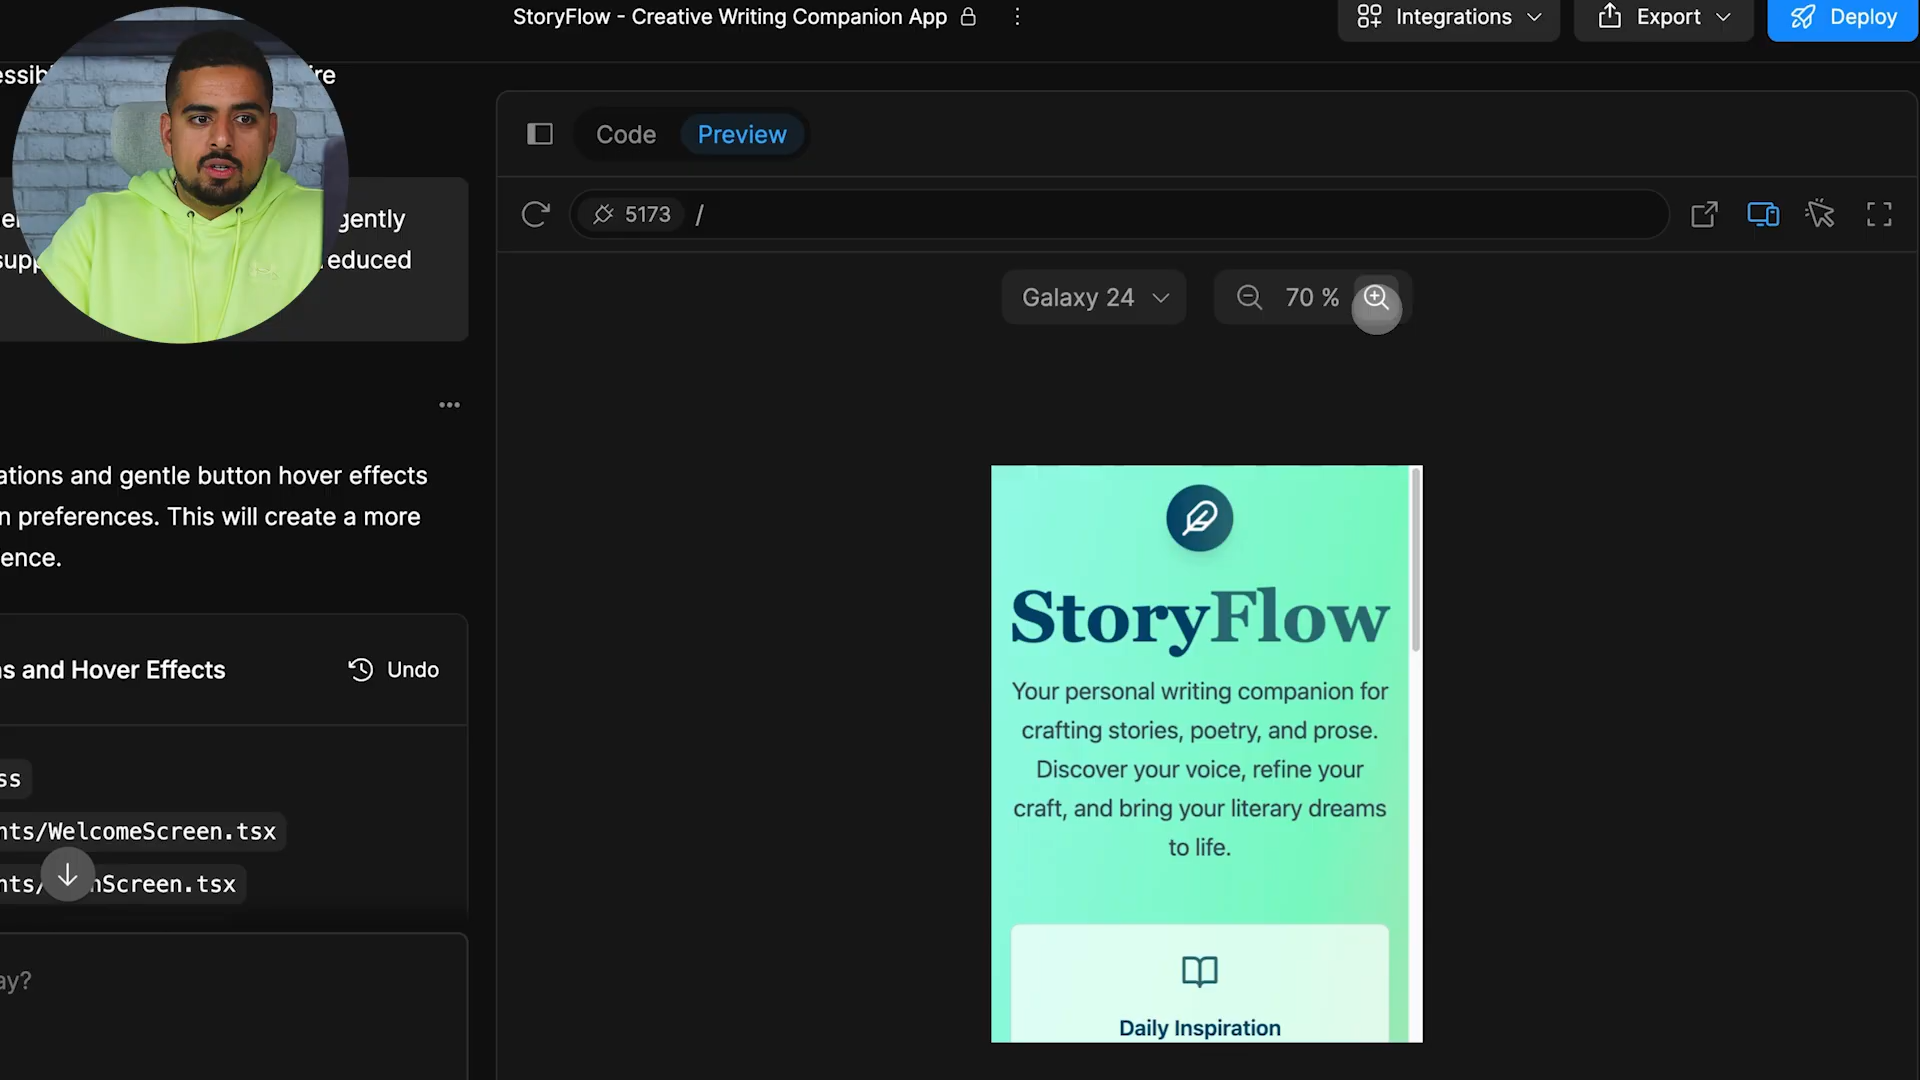 StoryFlow - Creative Writing Companion App
Integrations
Export
Deploy
Code
Preview
5173 /
Galaxy 24
70 %
gently
educed
ations and gentle button hover effects
n preferences. This will create a more
ence.
s and Hover Effects
Undo
ss
nts/WelcomeScreen.tsx
nts/
nScreen.tsx
ay?
StoryFlow
Your personal writing companion for
crafting stories, poetry, and prose.
Discover your voice, refine your
craft, and bring your literary dreams
to life.
Daily Inspiration